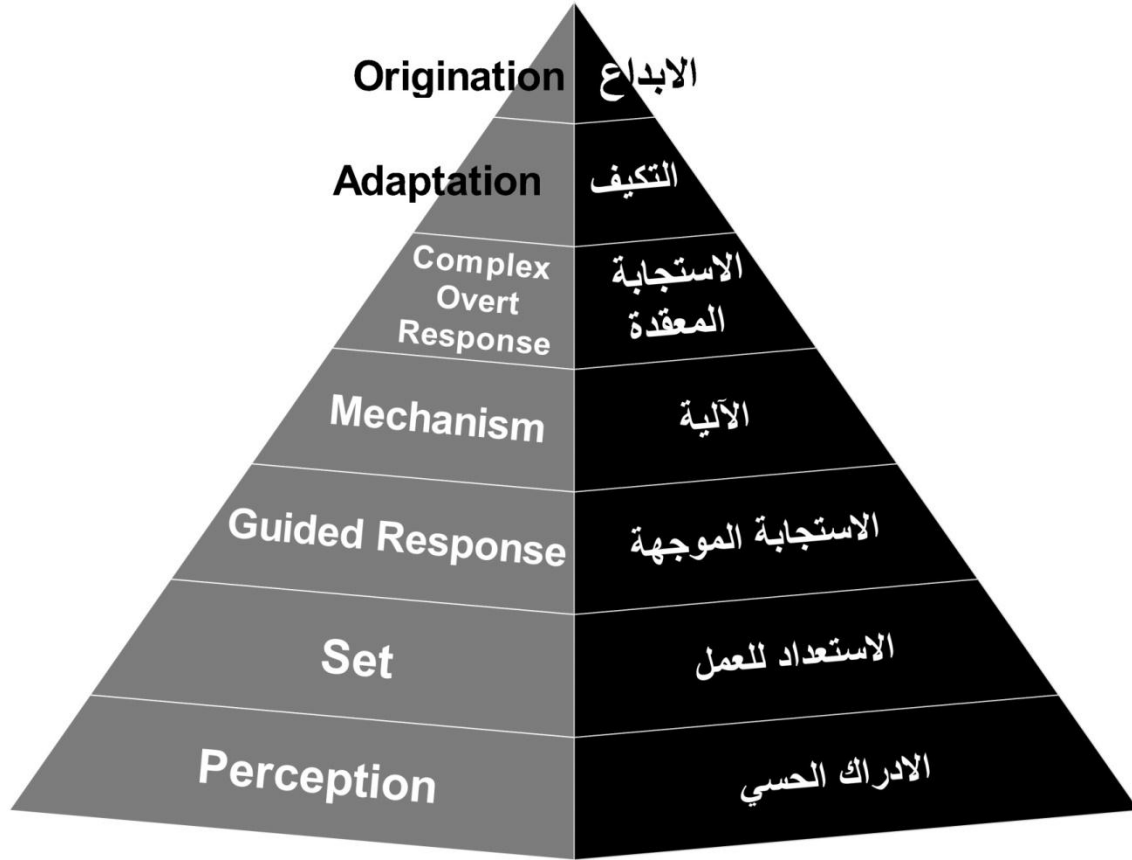 Origination
الابداع
Adaptation
التكيف
Complex
Overt
Response
الاستجابة
المعقدة
Mechanism
الآلية
Guided Response
الاستجابة الموجهة
Set
الاستعداد للعمل
Perception
الادراك الحسي